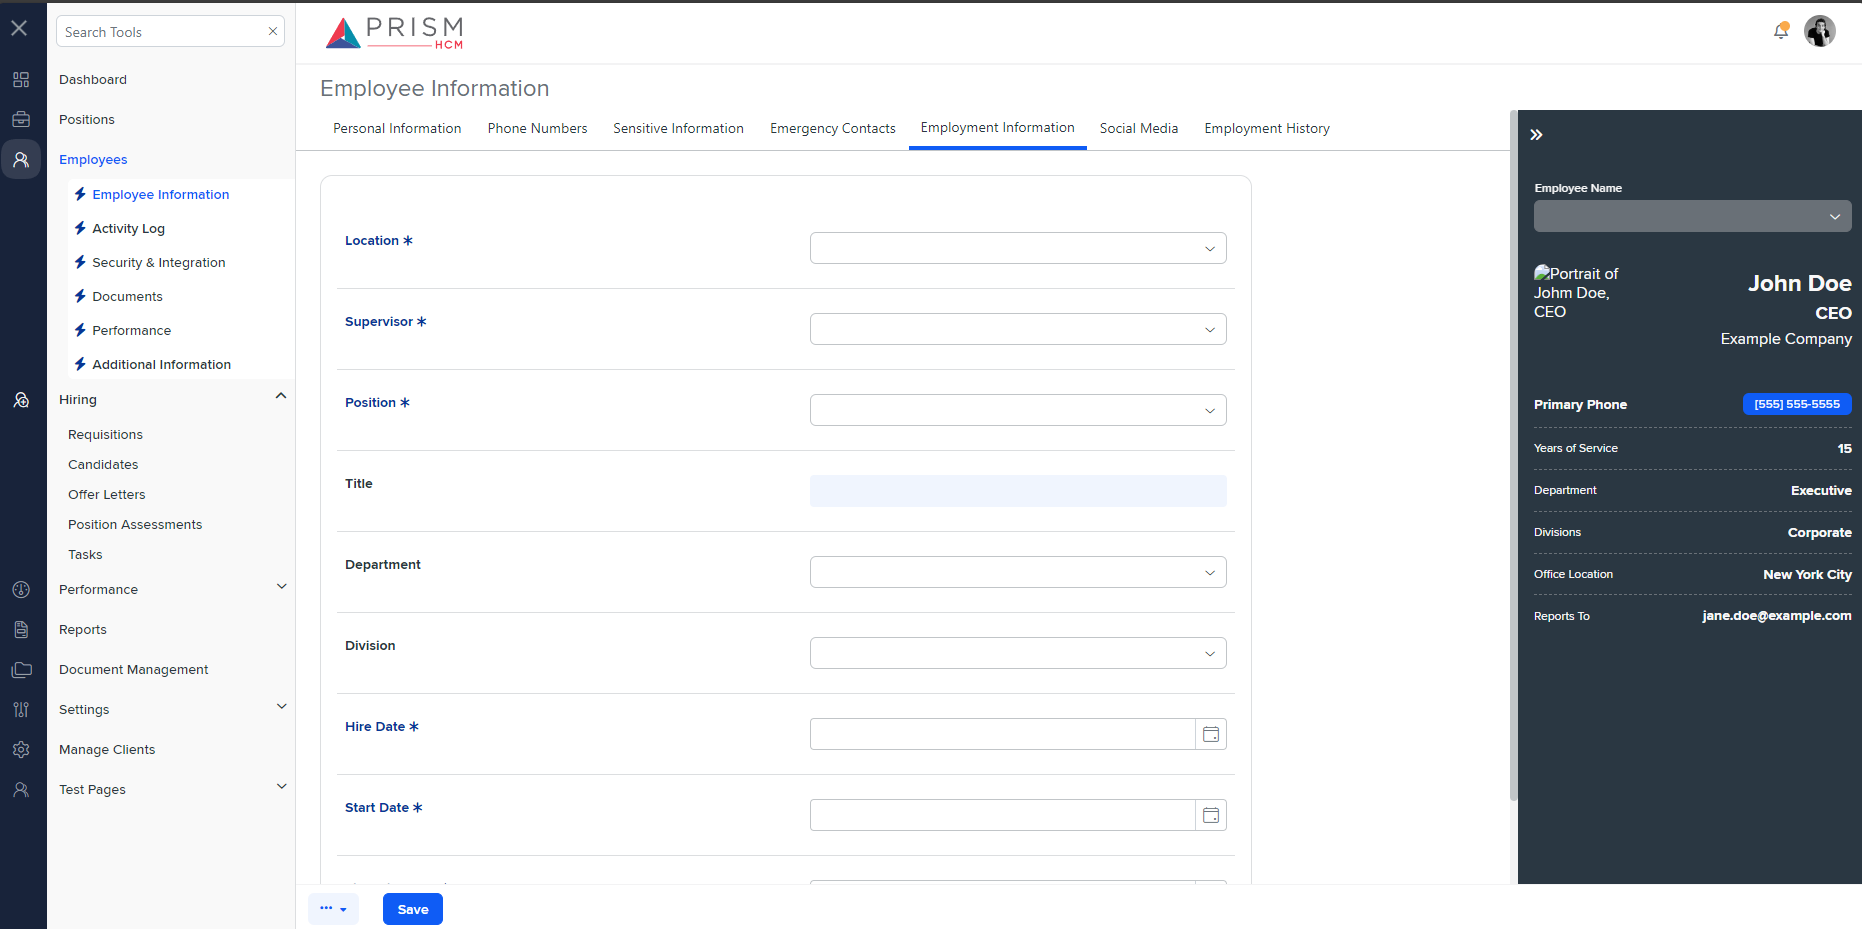 Search Tools
PRISM
HCM
Dashboard
Positions
Employees
Employee Information
Activity Log
Security & Integration
Documents
Performance
Additional Information
Hiring
Requisitions
Candidates
Offer Letters
Position Assessments
Tasks
Performance
Reports
Document Management
Settings
Manage Clients
Test Pages
Employee Information
Personal Information
Phone Numbers
Sensitive Information
Emergency Contacts
Employment Information
Social Media
Employment History
Location *
Supervisor *
Position *
Title
Department
Division
Hire Date *
Start Date *
Save
Employee Name
Portrait of
Johm Doe,
CEO
John Doe
CEO
Example Company
Primary Phone [555] 555-5555
Years of Service 15
Department Executive
Divisions Corporate
Office Location New York City
Reports To jane.doe@example.com